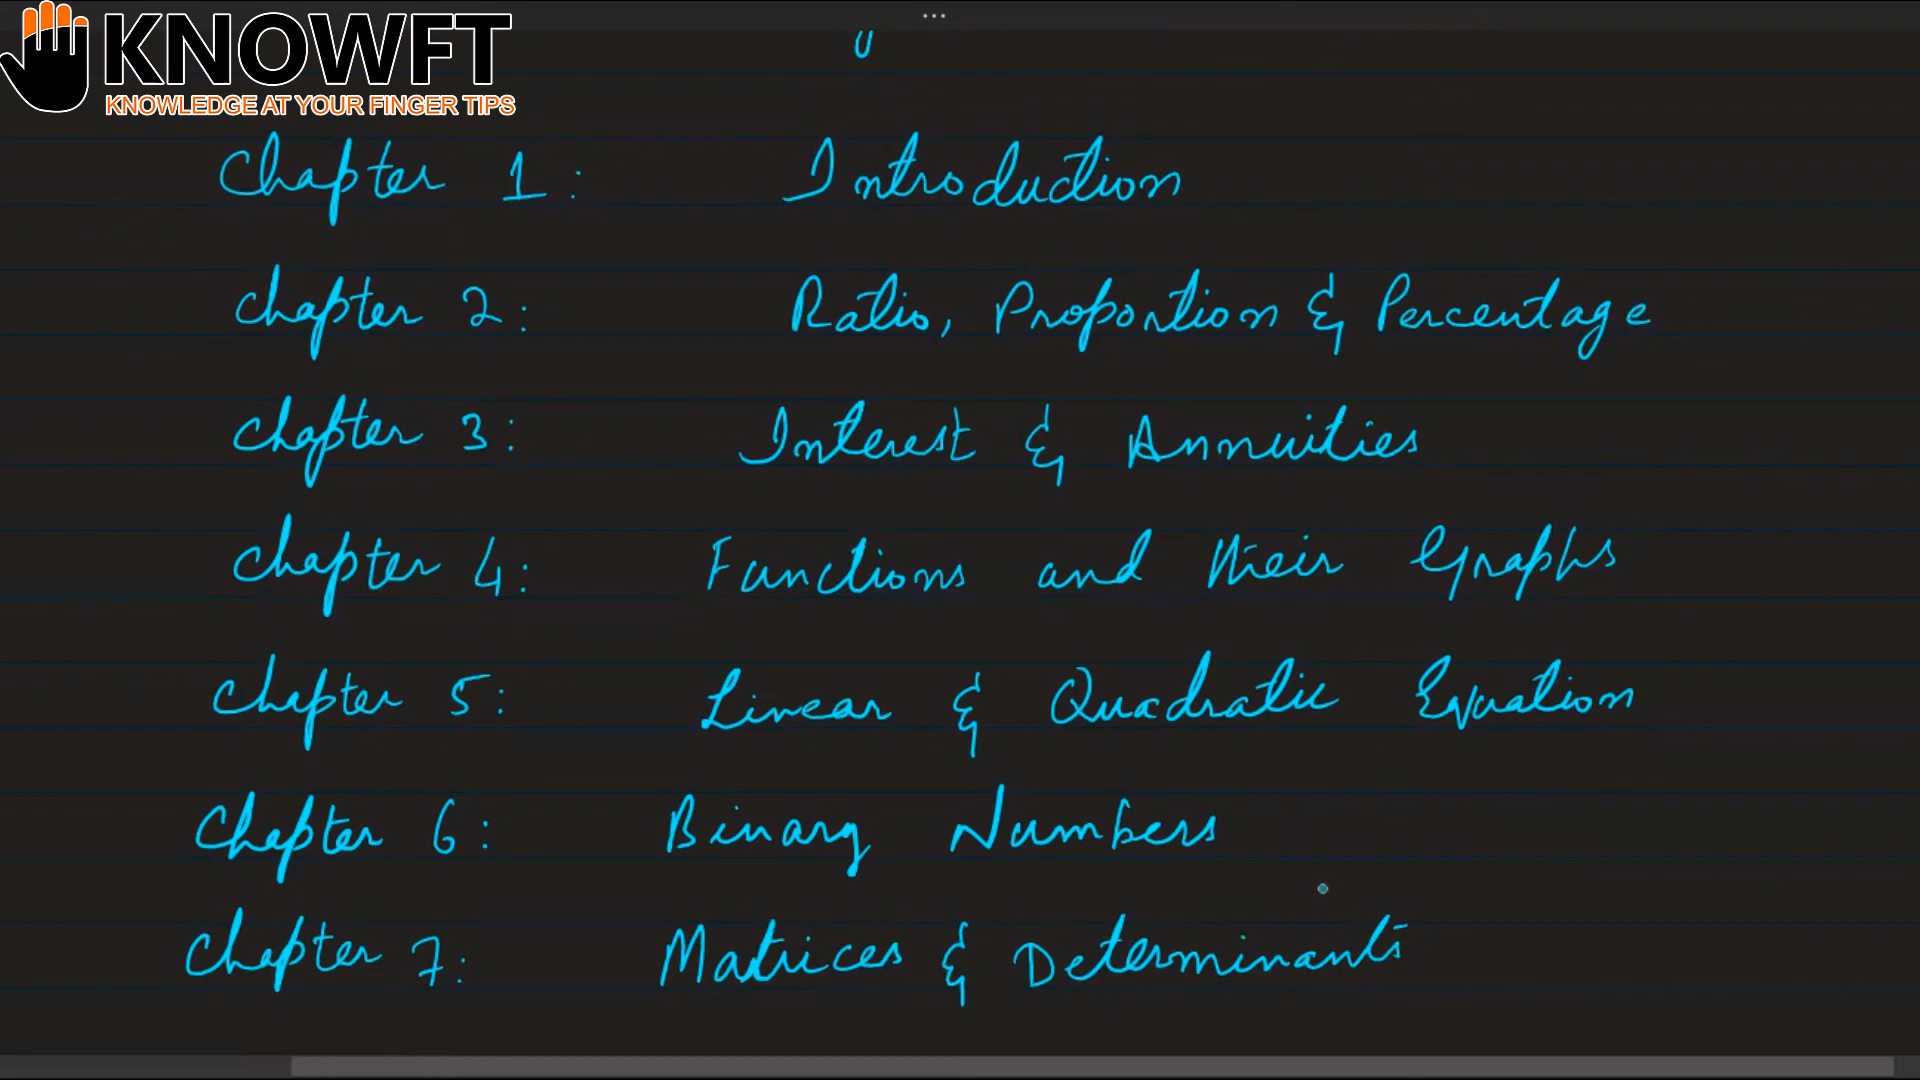 KNOWFT
KNOWLEDGE AT YOUR FINGER TIPS
Chapter 1: Introduction
Chapter 2: Ratio, Proportion & Percentage
Chapter 3: Interest & Annuities
Chapter 4: Functions and their Graphs
Chapter 5: Linear & Quadratic Equation
Chapter 6: Binary Numbers
Chapter 7: Matrices & Determinants